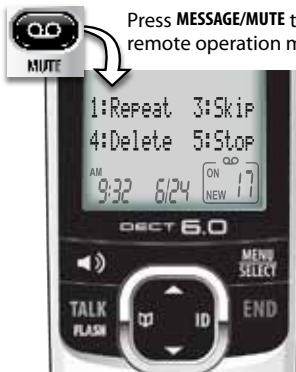 Press MESSAGE/MUTE t
remote operation m
MUTE
1:Repeat 3:Skip
4:Delete 5:Stop
AM
9:32 6/24 ON NEW 17
DECT 6.0
MENU
SELECT
TALK
FLASH
ID
END